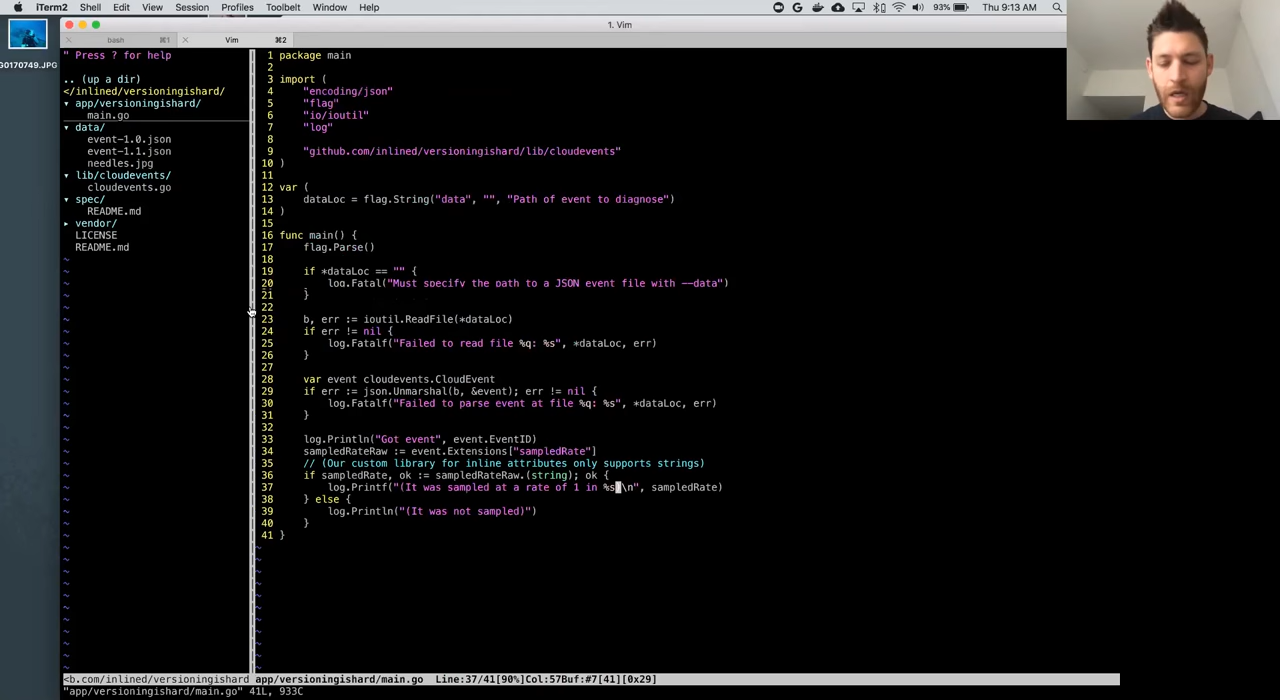 iTerm2 Shell Edit View Session Profiles Toolbelt Window Help 93% Thu 9:13 AM
1. Vim
bash ⌘1 Vim ⌘2
G0170749.JPG
" Press ? for help
.. (up a dir)
</inlined/versioningishard/
▾ app/versioningishard/
main.go
▾ data/
event-1.0.json
event-1.1.json
needles.jpg
▾ lib/cloudevents/
cloudevents.go
▾ spec/
README.md
▸ vendor/
LICENSE
README.md
1 package main
2
3 import (
4 "encoding/json"
5 "flag"
6 "io/ioutil"
7 "log"
8
9 "github.com/inlined/versioningishard/lib/cloudevents"
10 )
11
12 var (
13 dataLoc = flag.String("data", "", "Path of event to diagnose")
14 )
15
16 func main() {
17 flag.Parse()
18
19 if *dataLoc == "" {
20 log.Fatal("Must specify the path to a JSON event file with --data")
21 }
22
23 b, err := ioutil.ReadFile(*dataLoc)
24 if err != nil {
25 log.Fatalf("Failed to read file %q: %s", *dataLoc, err)
26 }
27
28 var event cloudevents.CloudEvent
29 if err := json.Unmarshal(b, &event); err != nil {
30 log.Fatalf("Failed to parse event at file %q: %s", *dataLoc, err)
31 }
32
33 log.Println("Got event", event.EventID)
34 sampledRateRaw := event.Extensions["sampledRate"]
35 // (Our custom library for inline attributes only supports strings)
36 if sampledRate, ok := sampledRateRaw.(string); ok {
37 log.Printf("(It was sampled at a rate of 1 in %s)\n", sampledRate)
38 } else {
39 log.Println("(It was not sampled)")
40 }
41 }
<b.com/inlined/versioningishard app/versioningishard/main.go Line:37/41[90%]Col:57Buf:#7[41][0x29]
"app/versioningishard/main.go" 41L, 933C